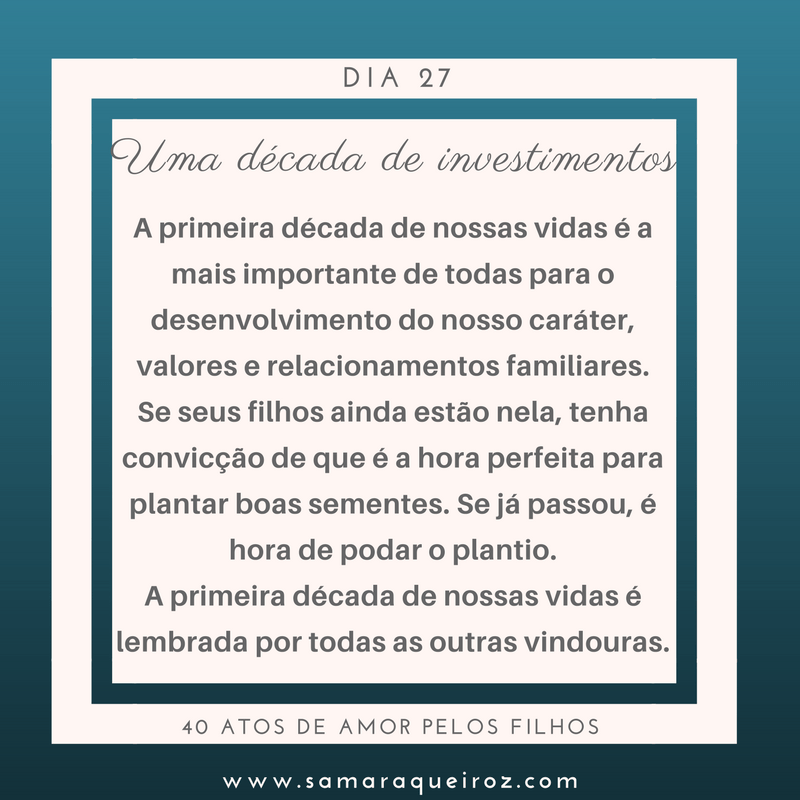 DIA 27
Uma década de investimentos
A primeira década de nossas vidas é a
mais importante de todas para o
desenvolvimento do nosso caráter,
valores e relacionamentos familiares.
Se seus filhos ainda estão nela, tenha
convicção de que é a hora perfeita para
plantar boas sementes. Se já passou, é
hora de podar o plantio.
A primeira década de nossas vidas é
lembrada por todas as outras vindouras.
40 ATOS DE AMOR PELOS FILHOS
www.samaraqueiroz.com